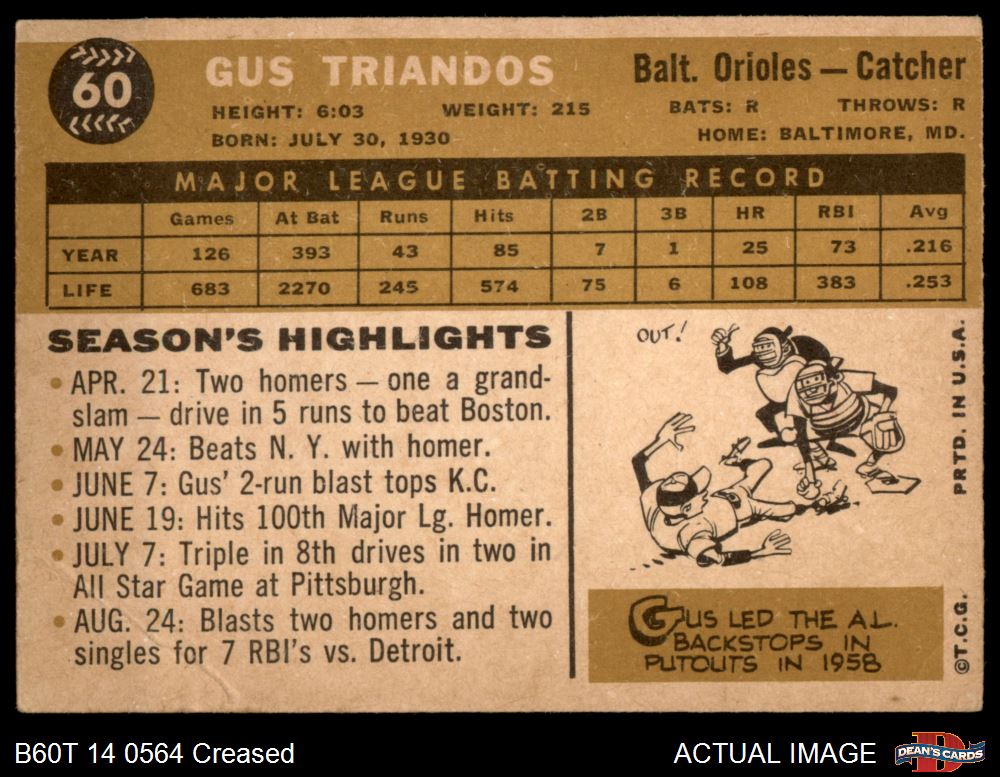 60
GUS TRIANDOS
Balt. Orioles — Catcher
HEIGHT: 6:03 WEIGHT: 215 BATS: R THROWS: R
BORN: JULY 30, 1930 HOME: BALTIMORE, MD.
MAJOR LEAGUE BATTING RECORD
Games At Bat Runs Hits 2B 3B HR RBI Avg
YEAR 126 393 43 85 7 1 25 73 .216
LIFE 683 2270 245 574 75 6 108 383 .253
SEASON'S HIGHLIGHTS
• APR. 21: Two homers — one a grand-
slam — drive in 5 runs to beat Boston.
• MAY 24: Beats N. Y. with homer.
• JUNE 7: Gus' 2-run blast tops K.C.
• JUNE 19: Hits 100th Major Lg. Homer.
• JULY 7: Triple in 8th drives in two in
All Star Game at Pittsburgh.
• AUG. 24: Blasts two homers and two
singles for 7 RBI's vs. Detroit.
OUT!
GUS LED THE A.L.
BACKSTOPS IN
PUTOUTS IN 1958
PRTD. IN U.S.A.
©T.C.G.
B60T 14 0564 Creased
ACTUAL IMAGE
DEAN'S CARDS